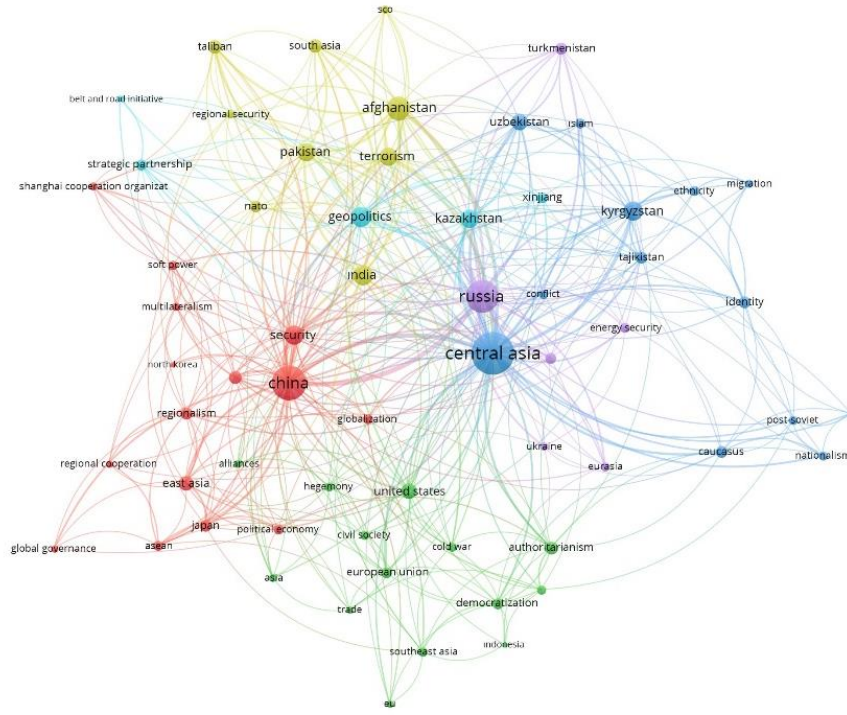 sco
taliban
south asia
turkmenistan
belt and road initiative
regional security
afghanistan
uzbekistan
islam
pakistan
terrorism
strategic partnership
shanghai cooperation organizat
xinjiang
ethnicity
migration
nato
geopolitics
kazakhstan
kyrgyzstan
tajikistan
soft power
india
russia
conflict
identity
multilateralism
security
energy security
central asia
north korea
china
regionalism
globalization
post-soviet
ukraine
caucasus
nationalism
regional cooperation
alliances
eurasia
east asia
hegemony
united states
japan
political economy
civil society
global governance
asean
cold war
authoritarianism
asia
european union
trade
democratization
indonesia
southeast asia
eu